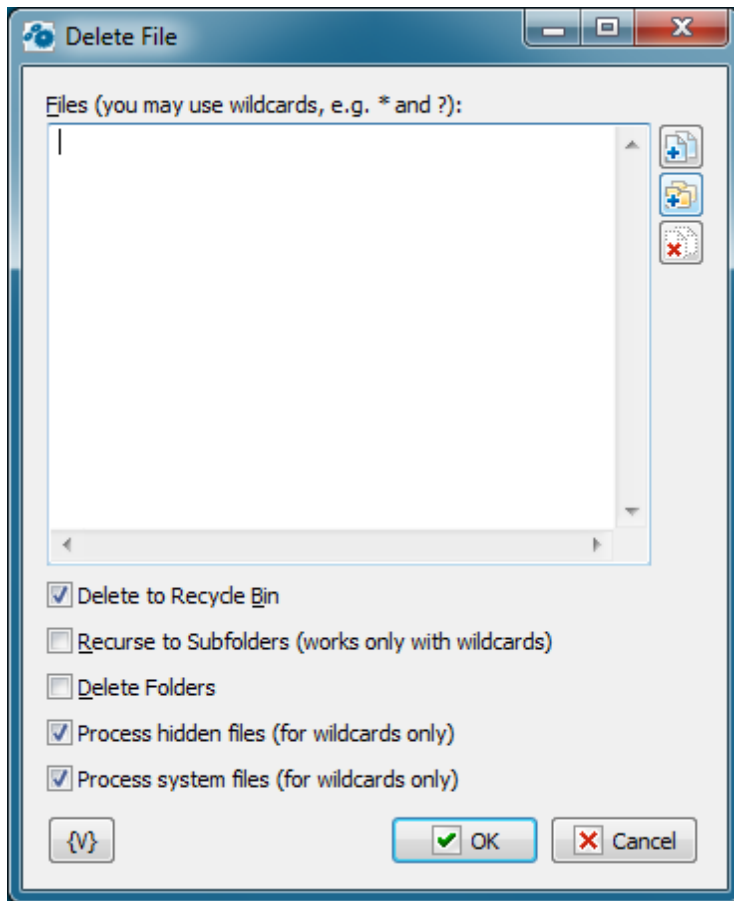 Delete File
Files (you may use wildcards, e.g. * and ?):
Delete to Recycle Bin
Recurse to Subfolders (works only with wildcards)
Delete Folders
Process hidden files (for wildcards only)
Process system files (for wildcards only)
{V} OK Cancel